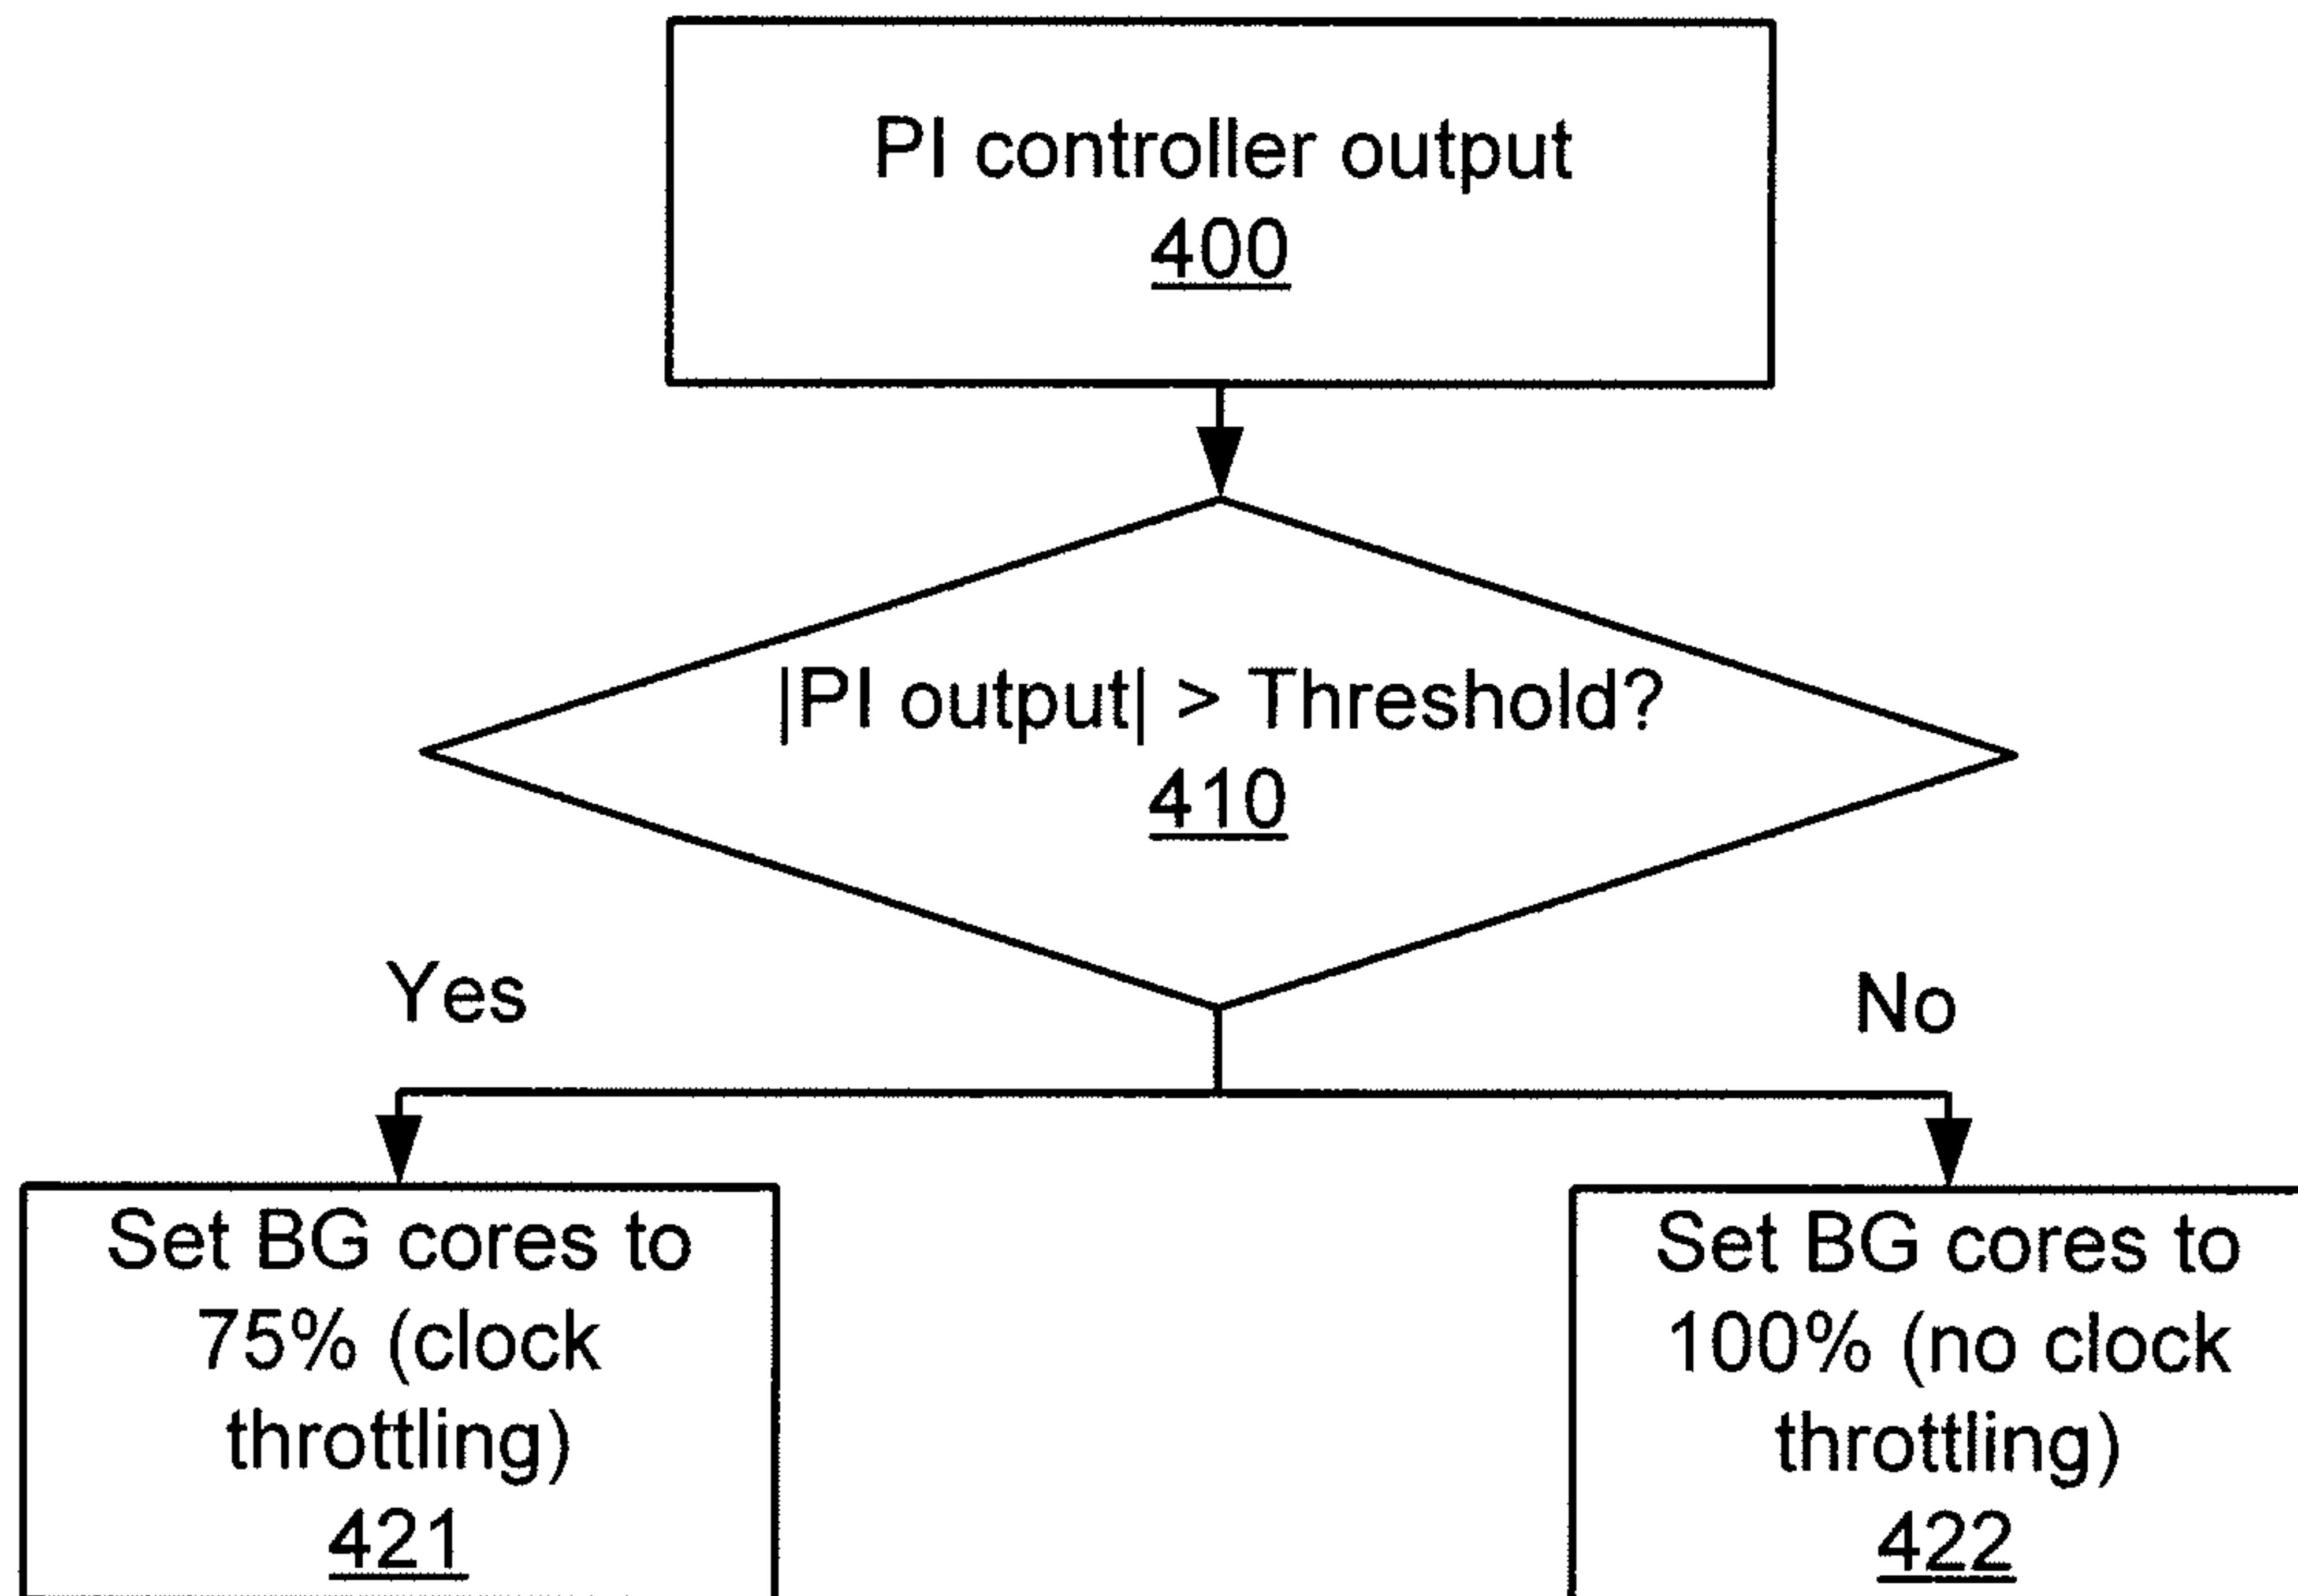 PI controller output
400
|PI output| > Threshold?
410
Yes
No
Set BG cores to
75% (clock
throttling)
421
Set BG cores to
100% (no clock
throttling)
422